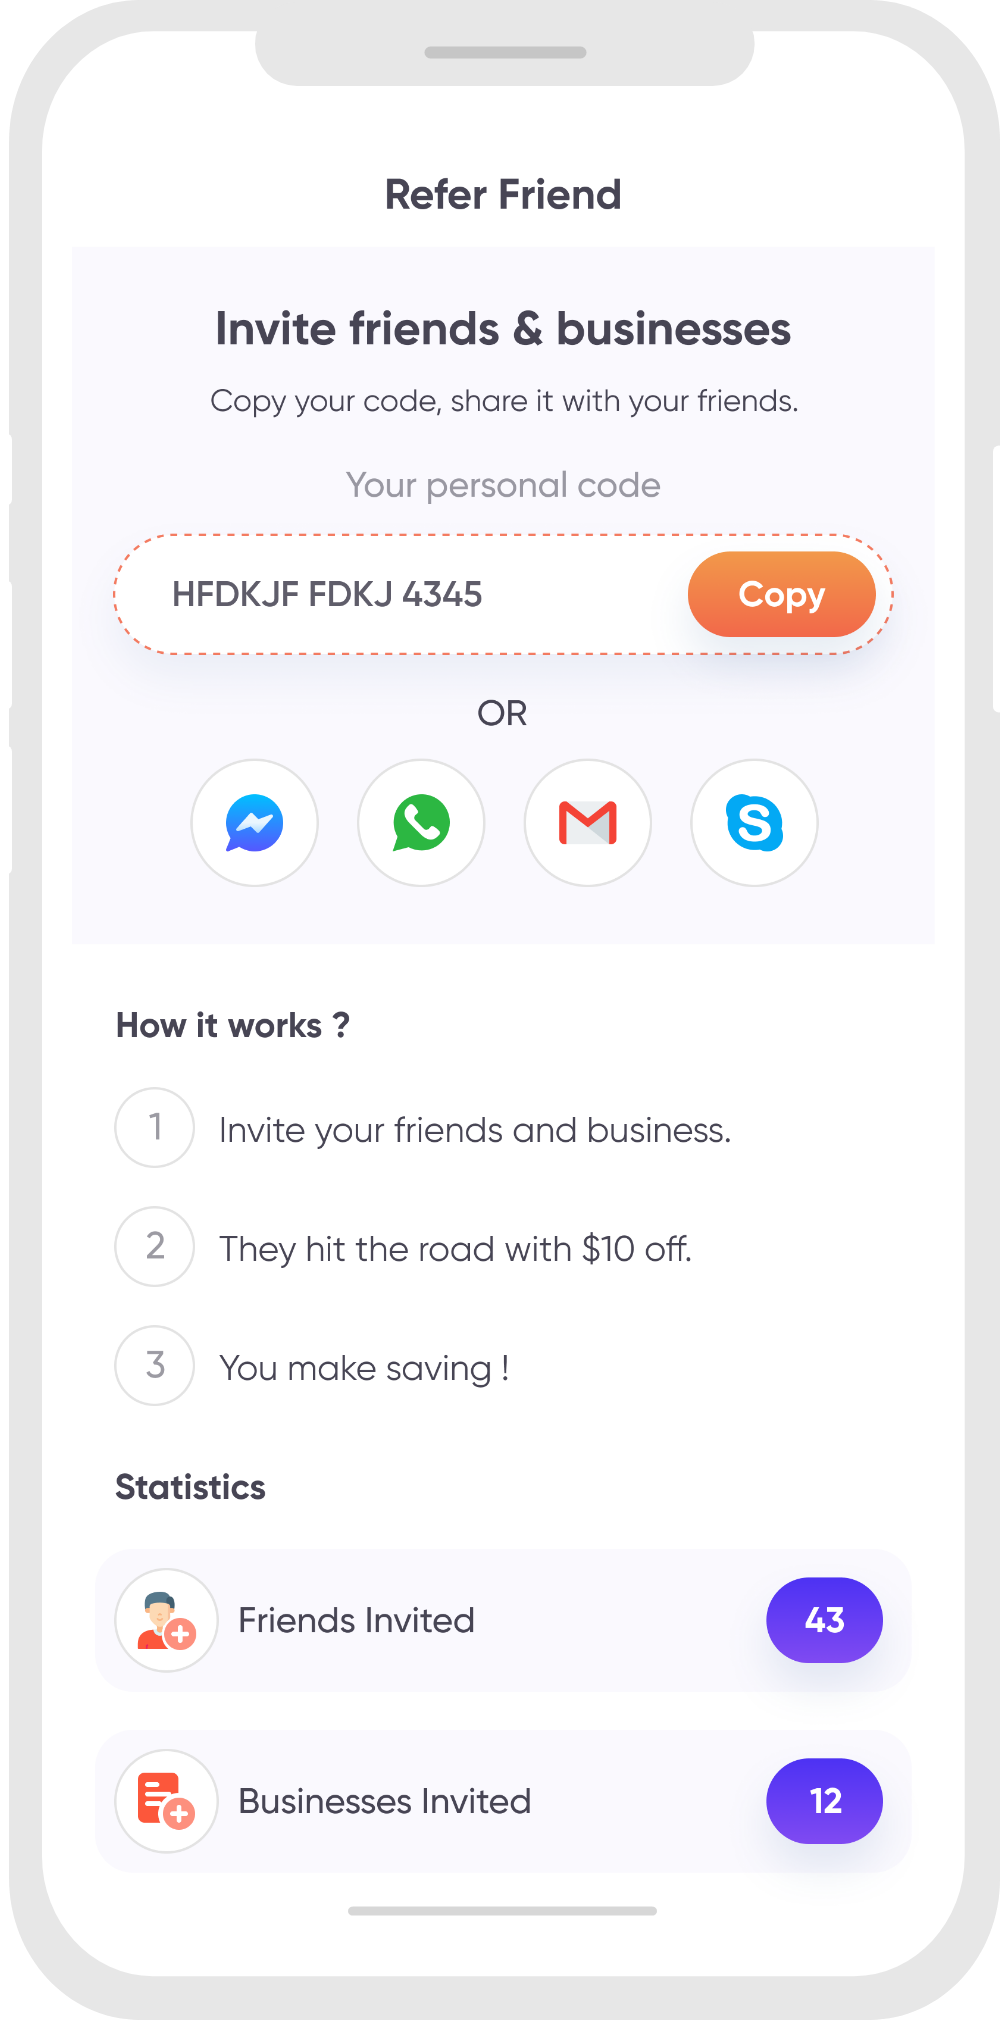 Refer Friend
Invite friends & businesses
Copy your code, share it with your friends.
Your personal code
HFDKJF FDKJ 4345
Copy
OR
S
How it works ?
1
Invite your friends and business.
2
They hit the road with $10 off.
3
You make saving !
Statistics
Friends Invited
43
Businesses Invited
12